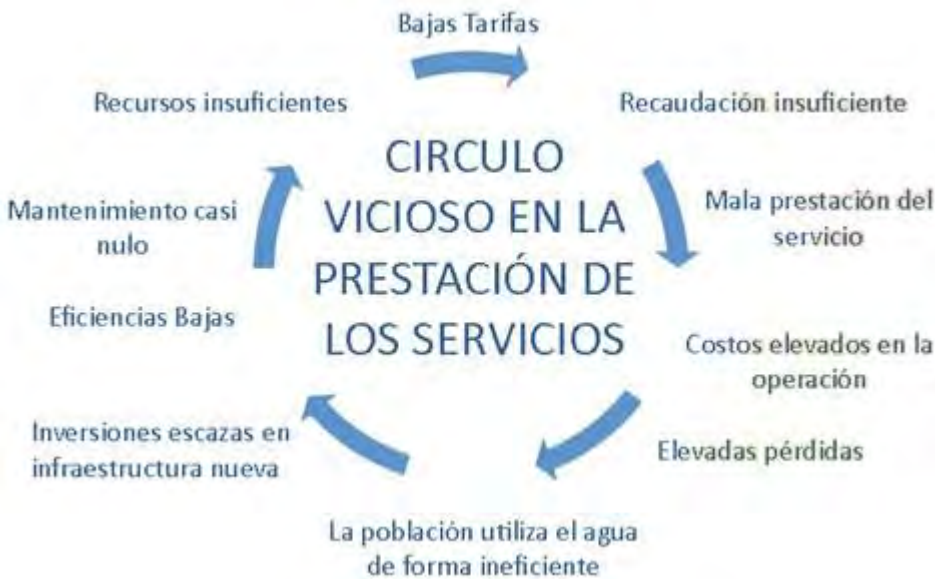 Bajas Tarifas
Recaudación insuficiente
Mala prestación del
servicio
Costos elevados en la
operación
Elevadas pérdidas
La población utiliza el agua
de forma ineficiente
Inversiones escazas en
infraestructura nueva
Eficiencias Bajas
Mantenimiento casi
nulo
Recursos insuficientes
CIRCULO
VICIOSO EN LA
PRESTACIÓN DE
LOS SERVICIOS